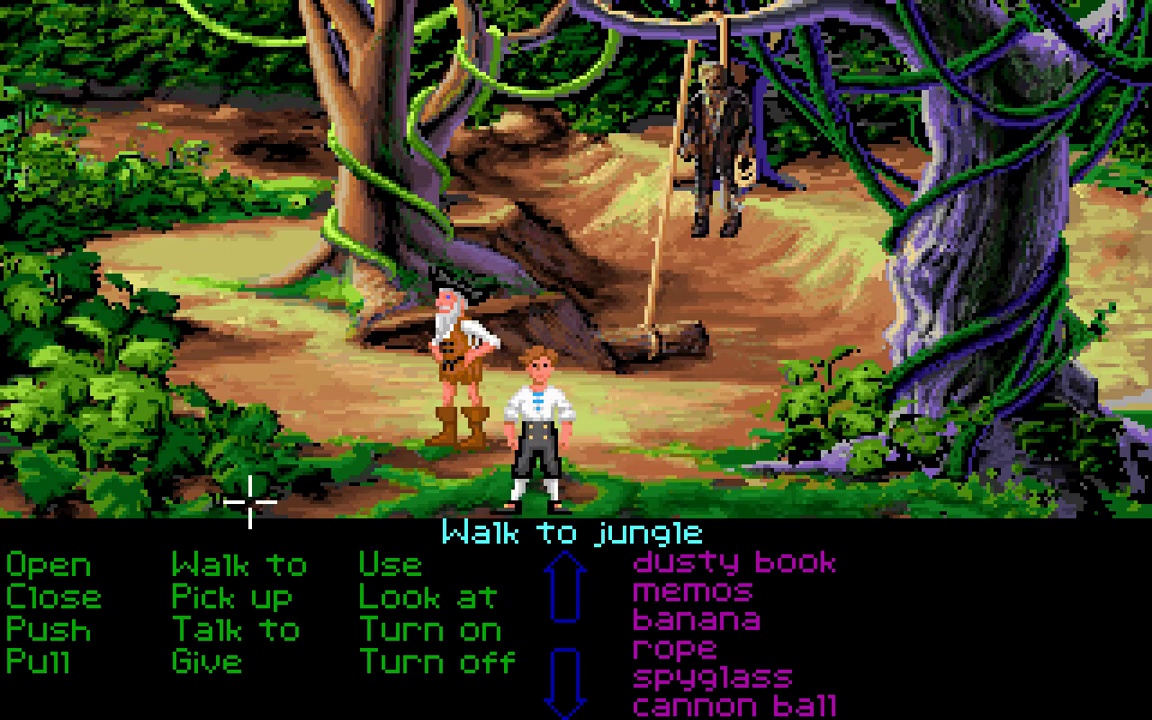 Walk to jungle
Open Walk to Use
Close Pick up Look at
Push Talk to Turn on
Pull Give Turn off
dusty book
memos
banana
rope
spyglass
cannon ball